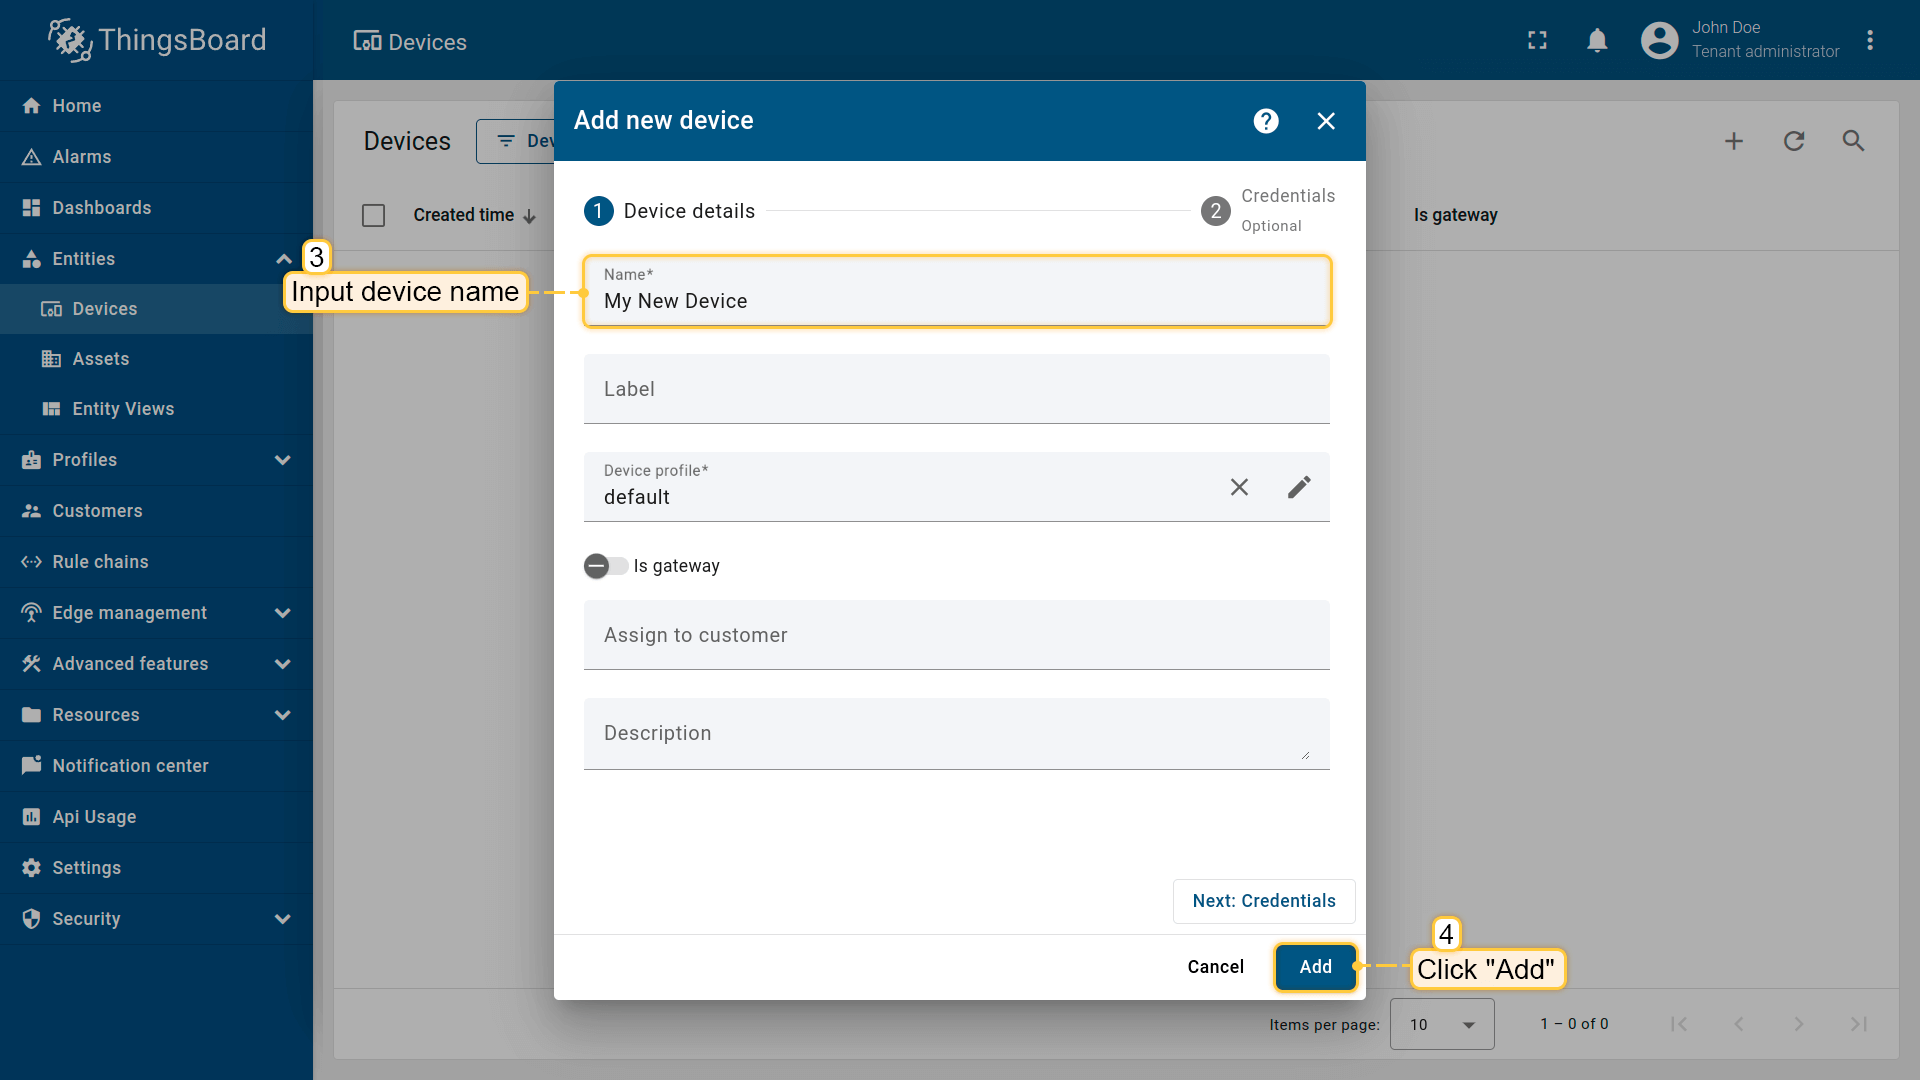 ThingsBoard
Devices
John Doe
Tenant administrator
Home
Alarms
Dashboards
Entities
Devices
Assets
Entity Views
Profiles
Customers
Rule chains
Edge management
Advanced features
Resources
Notification center
Api Usage
Settings
Security
Devices
Dev
Created time
Is gateway
Add new device
1 Device details
2 Credentials
Optional
3
Input device name
Name*
My New Device
Label
Device profile*
default
Is gateway
Assign to customer
Description
Next: Credentials
Cancel
Add
4
Click "Add"
Items per page:
10
1 – 0 of 0